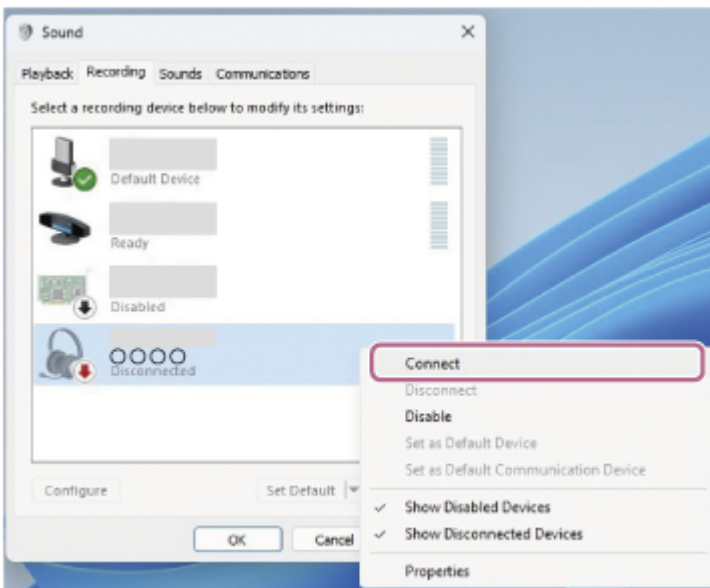 Sound
Playback Recording Sounds Communications
Select a recording device below to modify its settings:
Default Device
Ready
Disabled
○○○○
Disconnected
Connect
Disconnect
Disable
Set as Default Device
Set as Default Communication Device
Show Disabled Devices
Show Disconnected Devices
Properties
Configure Set Default
OK Cancel